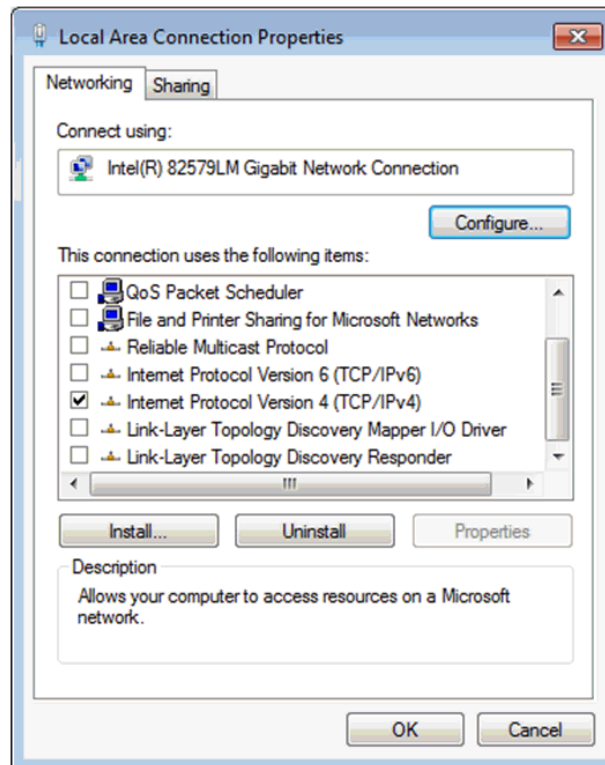 Local Area Connection Properties
Networking
Sharing
Connect using:
Intel(R) 82579LM Gigabit Network Connection
Configure...
This connection uses the following items:
QoS Packet Scheduler
File and Printer Sharing for Microsoft Networks
Reliable Multicast Protocol
Internet Protocol Version 6 (TCP/IPv6)
Internet Protocol Version 4 (TCP/IPv4)
Link-Layer Topology Discovery Mapper I/O Driver
Link-Layer Topology Discovery Responder
Install...
Uninstall
Properties
Description
Allows your computer to access resources on a Microsoft
network.
OK
Cancel